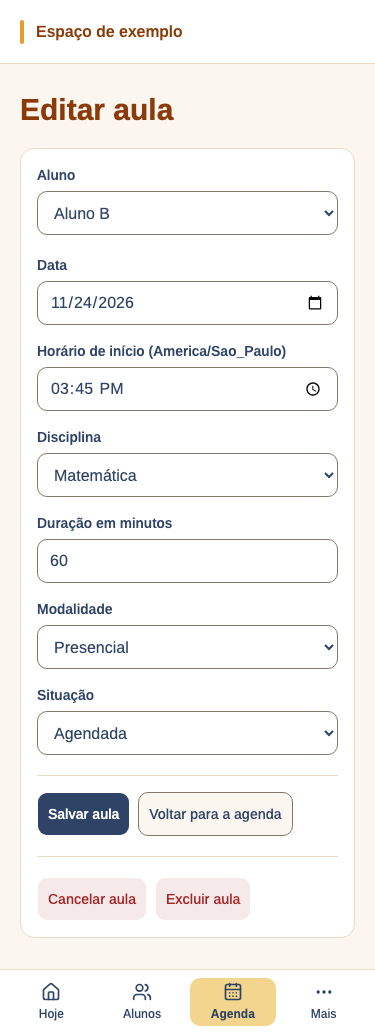 Espaço de exemplo
Editar aula
Aluno
Aluno B
Data
11/24/2026
Horário de início (America/Sao_Paulo)
03:45 PM
Disciplina
Matemática
Duração em minutos
60
Modalidade
Presencial
Situação
Agendada
Salvar aula
Voltar para a agenda
Cancelar aula
Excluir aula
Hoje
Alunos
Agenda
Mais